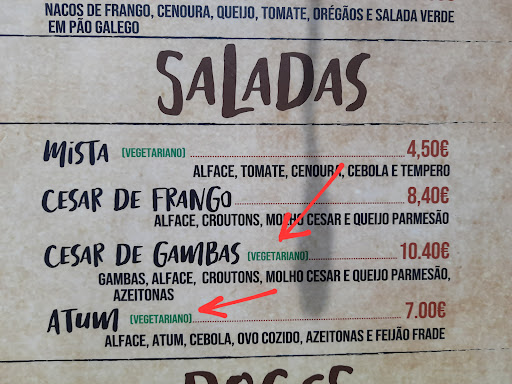 NACOS DE FRANGO, CENOURA, QUEIJO, TOMATE, ORÉGÃOS E SALADA VERDE
EM PÃO GALEGO
SALADAS
MISTA (VEGETARIANO) 4,50€
ALFACE, TOMATE, CENOURA, CEBOLA E TEMPERO
CESAR DE FRANGO 8,40€
ALFACE, CROUTONS, MOLHO CESAR E QUEIJO PARMESÃO
CESAR DE GAMBAS (VEGETARIANO) 10.40€
GAMBAS, ALFACE, CROUTONS, MOLHO CESAR E QUEIJO PARMESÃO,
AZEITONAS
ATUM (VEGETARIANO) 7.00€
ALFACE, ATUM, CEBOLA, OVO COZIDO, AZEITONAS E FEIJÃO FRADE